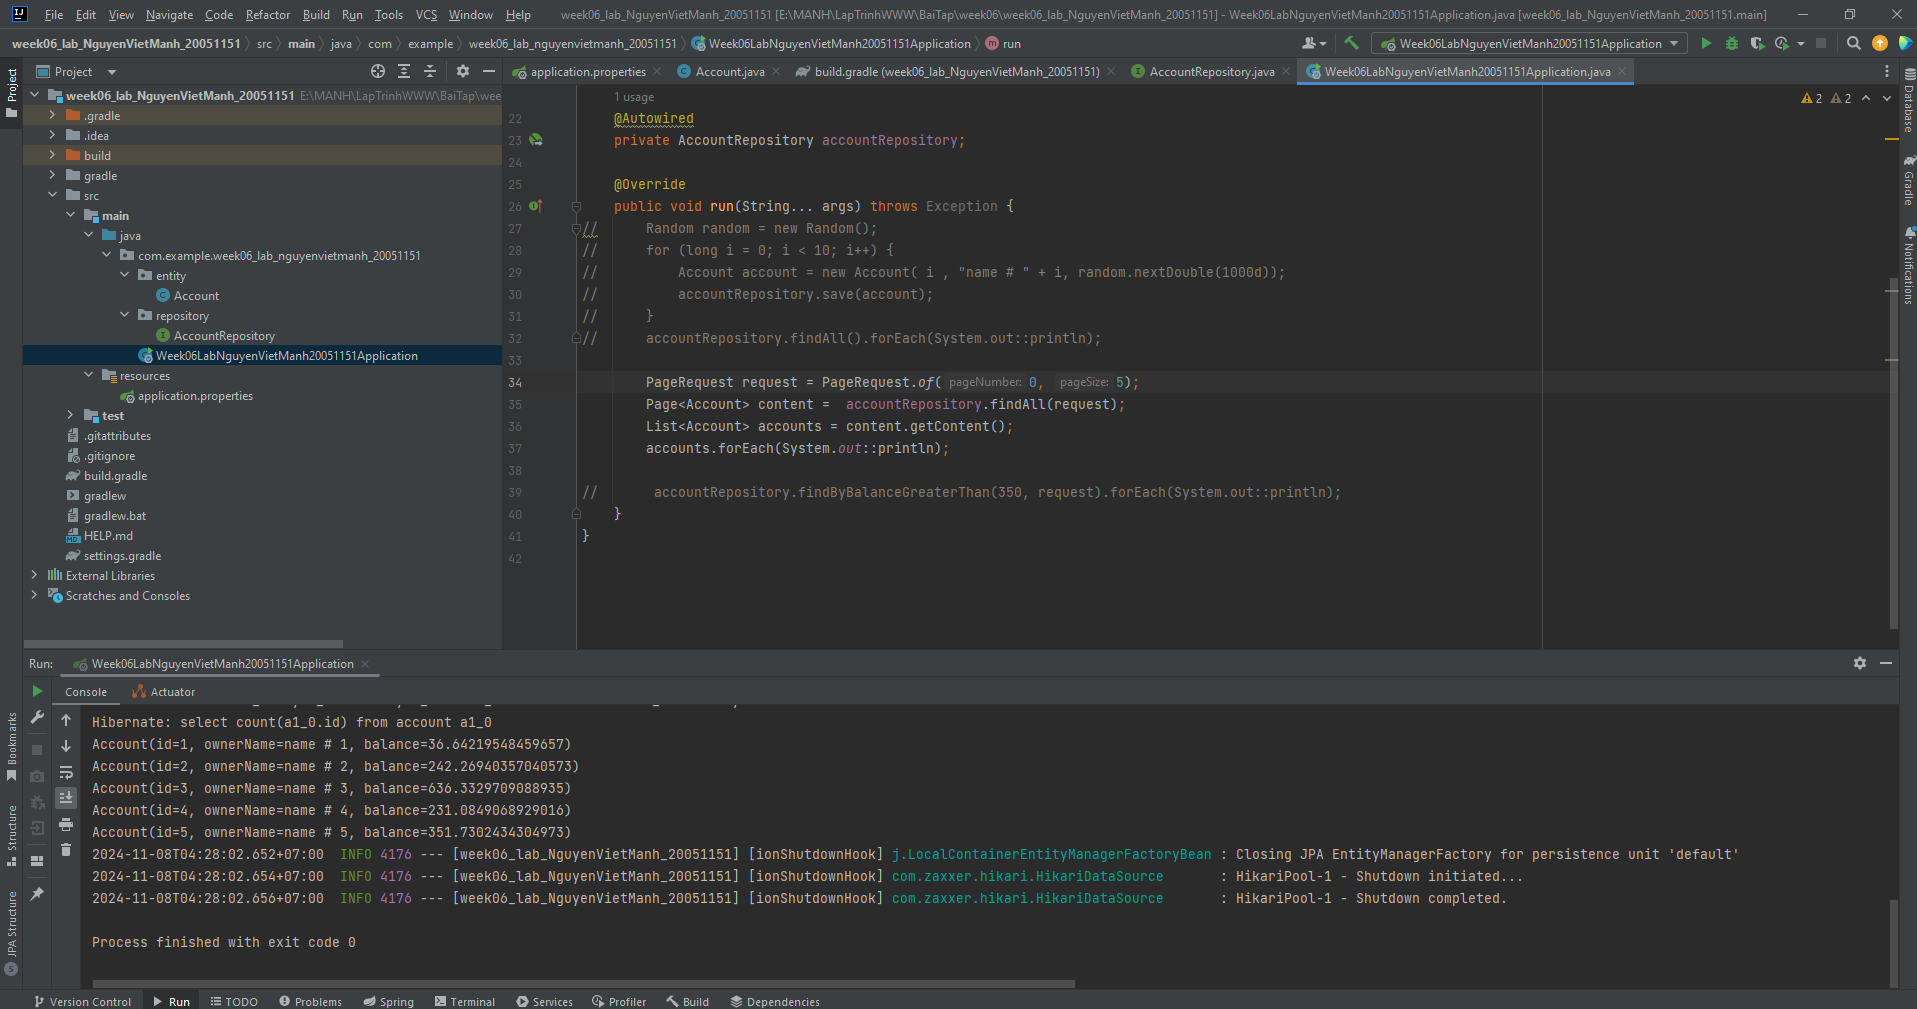 File Edit View Navigate Code Refactor Build Run Tools VCS Window Help week06_lab_NguyenVietManh_20051151 [E:\MANH\LapTrinhWWW\BaiTap\week06\week06_lab_NguyenVietManh_20051151] - Week06LabNguyenVietManh20051151Application.java [week06_lab_NguyenVietManh_20051151.main]
week06_lab_NguyenVietManh_20051151 src main java com example week06_lab_nguyenvietmanh_20051151 Week06LabNguyenVietManh20051151Application run Week06LabNguyenVietManh20051151Application
Project
application.properties Account.java build.gradle (week06_lab_NguyenVietManh_20051151) AccountRepository.java Week06LabNguyenVietManh20051151Application.java
Project
week06_lab_NguyenVietManh_20051151 E:\MANH\LapTrinhWWW\BaiTap\wee
.gradle
.idea
build
gradle
src
main
java
com.example.week06_lab_nguyenvietmanh_20051151
entity
Account
repository
AccountRepository
Week06LabNguyenVietManh20051151Application
resources
application.properties
test
.gitattributes
.gitignore
build.gradle
gradlew
gradlew.bat
HELP.md
settings.gradle
External Libraries
Scratches and Consoles
1 usage
2 2
22 @Autowired
23 private AccountRepository accountRepository;
24
25 @Override
26 public void run(String... args) throws Exception {
27 // Random random = new Random();
28 // for (long i = 0; i < 10; i++) {
29 // Account account = new Account( i , "name # " + i, random.nextDouble(1000d));
30 // accountRepository.save(account);
31 // }
32 // accountRepository.findAll().forEach(System.out::println);
33
34 PageRequest request = PageRequest.of( pageNumber: 0, pageSize: 5);
35 Page<Account> content = accountRepository.findAll(request);
36 List<Account> accounts = content.getContent();
37 accounts.forEach(System.out::println);
38
39 // accountRepository.findByBalanceGreaterThan(350, request).forEach(System.out::println);
40 }
41 }
42
Database
Gradle
Notifications
Run: Week06LabNguyenVietManh20051151Application
Console Actuator
Hibernate: select count(a1_0.id) from account a1_0
Account(id=1, ownerName=name # 1, balance=36.64219548459657)
Account(id=2, ownerName=name # 2, balance=242.26940357040573)
Account(id=3, ownerName=name # 3, balance=636.3329709088935)
Account(id=4, ownerName=name # 4, balance=231.0849068929016)
Account(id=5, ownerName=name # 5, balance=351.7302434304973)
2024-11-08T04:28:02.652+07:00 INFO 4176 --- [week06_lab_NguyenVietManh_20051151] [ionShutdownHook] j.LocalContainerEntityManagerFactoryBean : Closing JPA EntityManagerFactory for persistence unit 'default'
2024-11-08T04:28:02.654+07:00 INFO 4176 --- [week06_lab_NguyenVietManh_20051151] [ionShutdownHook] com.zaxxer.hikari.HikariDataSource : HikariPool-1 - Shutdown initiated...
2024-11-08T04:28:02.656+07:00 INFO 4176 --- [week06_lab_NguyenVietManh_20051151] [ionShutdownHook] com.zaxxer.hikari.HikariDataSource : HikariPool-1 - Shutdown completed.
Process finished with exit code 0
Bookmarks
Structure
JPA Structure
Version Control Run TODO Problems Spring Terminal Services Profiler Build Dependencies